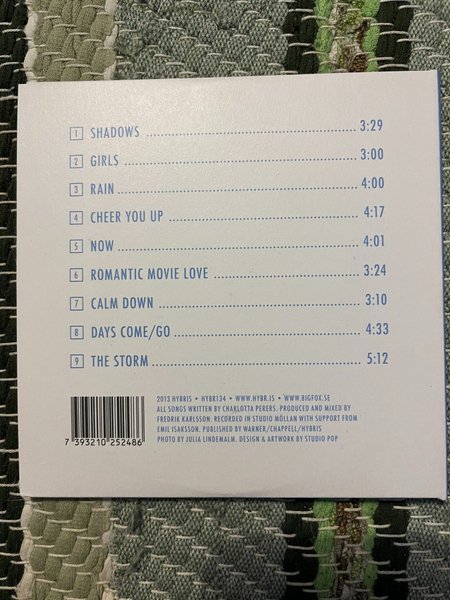 1 SHADOWS 3:29
2 GIRLS 3:00
3 RAIN 4:00
4 CHEER YOU UP 4:17
5 NOW 4:01
6 ROMANTIC MOVIE LOVE 3:24
7 CALM DOWN 3:10
8 DAYS COME/GO 4:33
9 THE STORM 5:12
2013 HYBRIS • HYBR134 • WWW.HYBR.IS • WWW.BIGFOX.SE
ALL SONGS WRITTEN BY CHARLOTTA PERERS. PRODUCED AND MIXED BY
FREDRIK KARLSSON. RECORDED IN STUDIO MÖLLAN WITH SUPPORT FROM
EMIL ISAKSSON. PUBLISHED BY WARNER/CHAPPELL/HYBRIS
PHOTO BY JULIA LINDEMALM. DESIGN & ARTWORK BY STUDIO POP
7 393210 252486